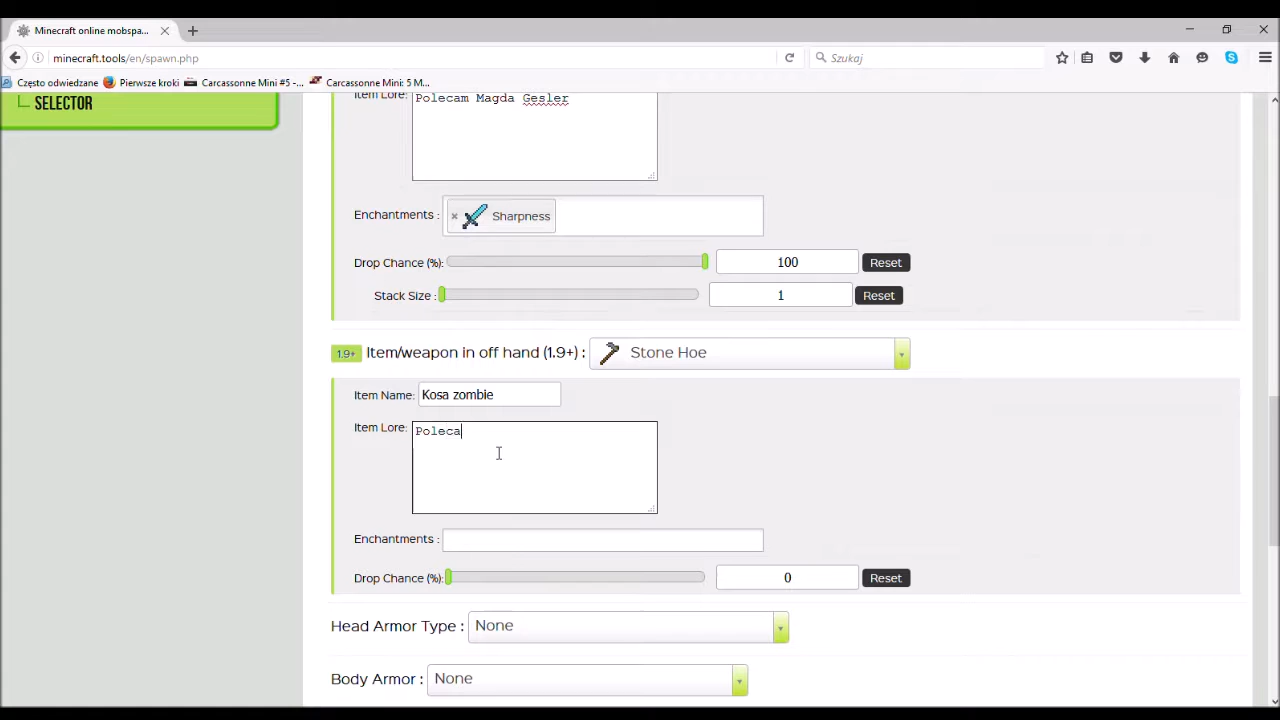 Minecraft online mobspa...
minecraft.tools/en/spawn.php
Szukaj
Często odwiedzane
Pierwsze kroki
Carcassonne Mini #5 -...
Carcassonne Mini: 5 M...
SELECTOR
Item Lore:
Polecam Magda Gesler
Enchantments :
× Sharpness
Drop Chance (%):
100
Reset
Stack Size :
1
Reset
1.9+
Item/weapon in off hand (1.9+) :
Stone Hoe
Item Name:
Kosa zombie
Item Lore:
Poleca
Enchantments :
Drop Chance (%):
0
Reset
Head Armor Type :
None
Body Armor :
None